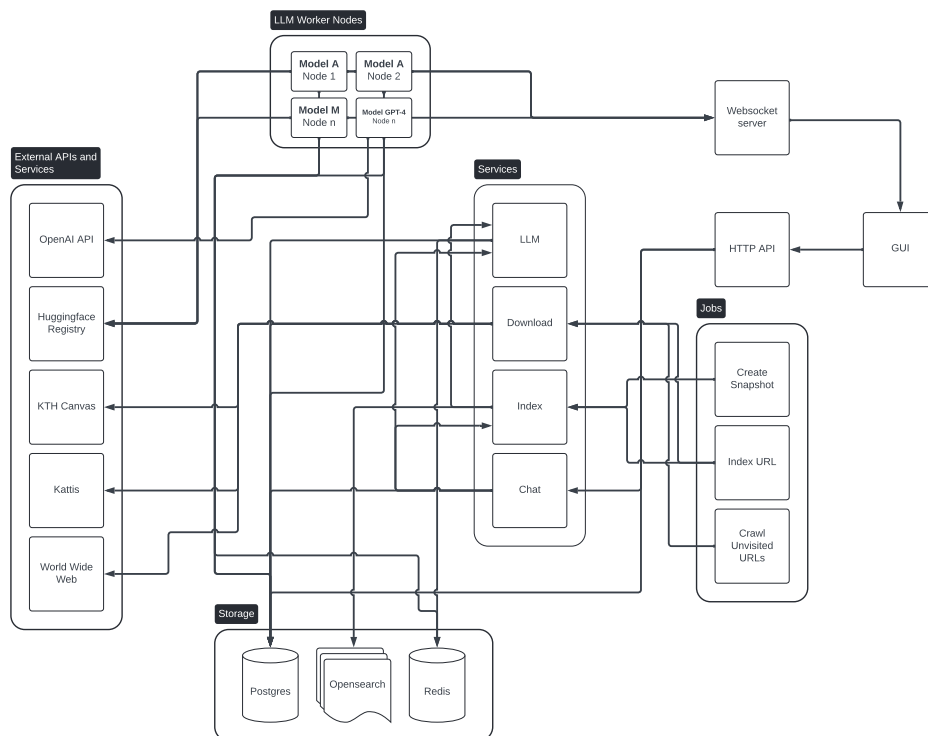 LLM Worker Nodes
Model A
Node 1
Model A
Node 2
Model M
Node n
Model GPT-4
Node n
Websocket
server
External APIs and
Services
OpenAI API
Huggingface
Registry
KTH Canvas
Kattis
World Wide
Web
Services
LLM
Download
Index
Chat
HTTP API
GUI
Jobs
Create
Snapshot
Index URL
Crawl
Unvisited
URLs
Storage
Postgres
Opensearch
Redis